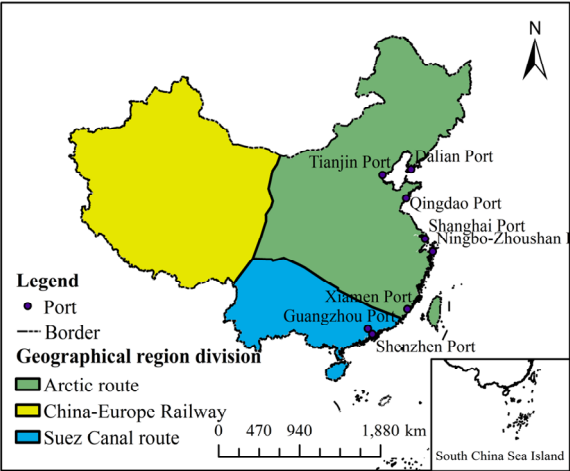 N
Tianjin Port
Dalian Port
Qingdao Port
Shanghai Port
Ningbo-Zhoushan
Xiamen Port
Guangzhou Port
Shenzhen Port
Legend
Port
Border
Geographical region division
Arctic route
China-Europe Railway
Suez Canal route
0 470 940 1,880 km
South China Sea Island